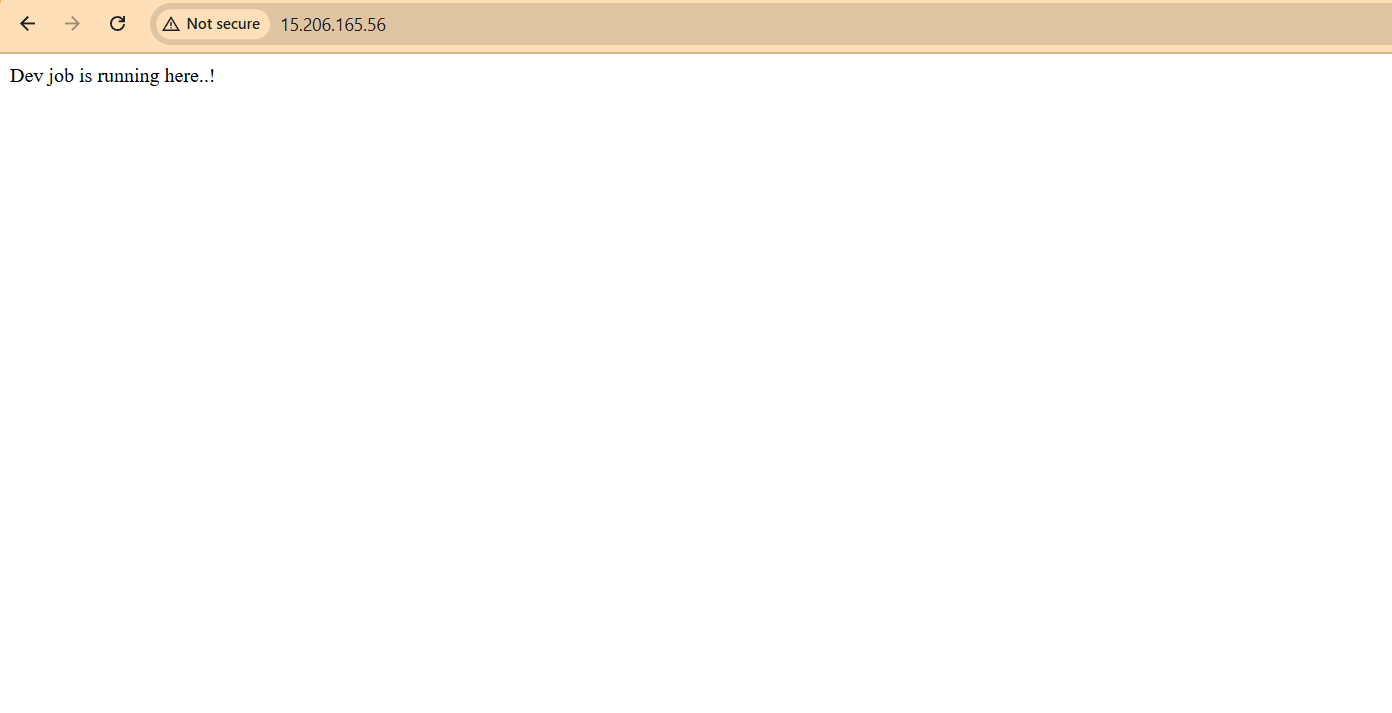 Not secure 15.206.165.56
Dev job is running here..!